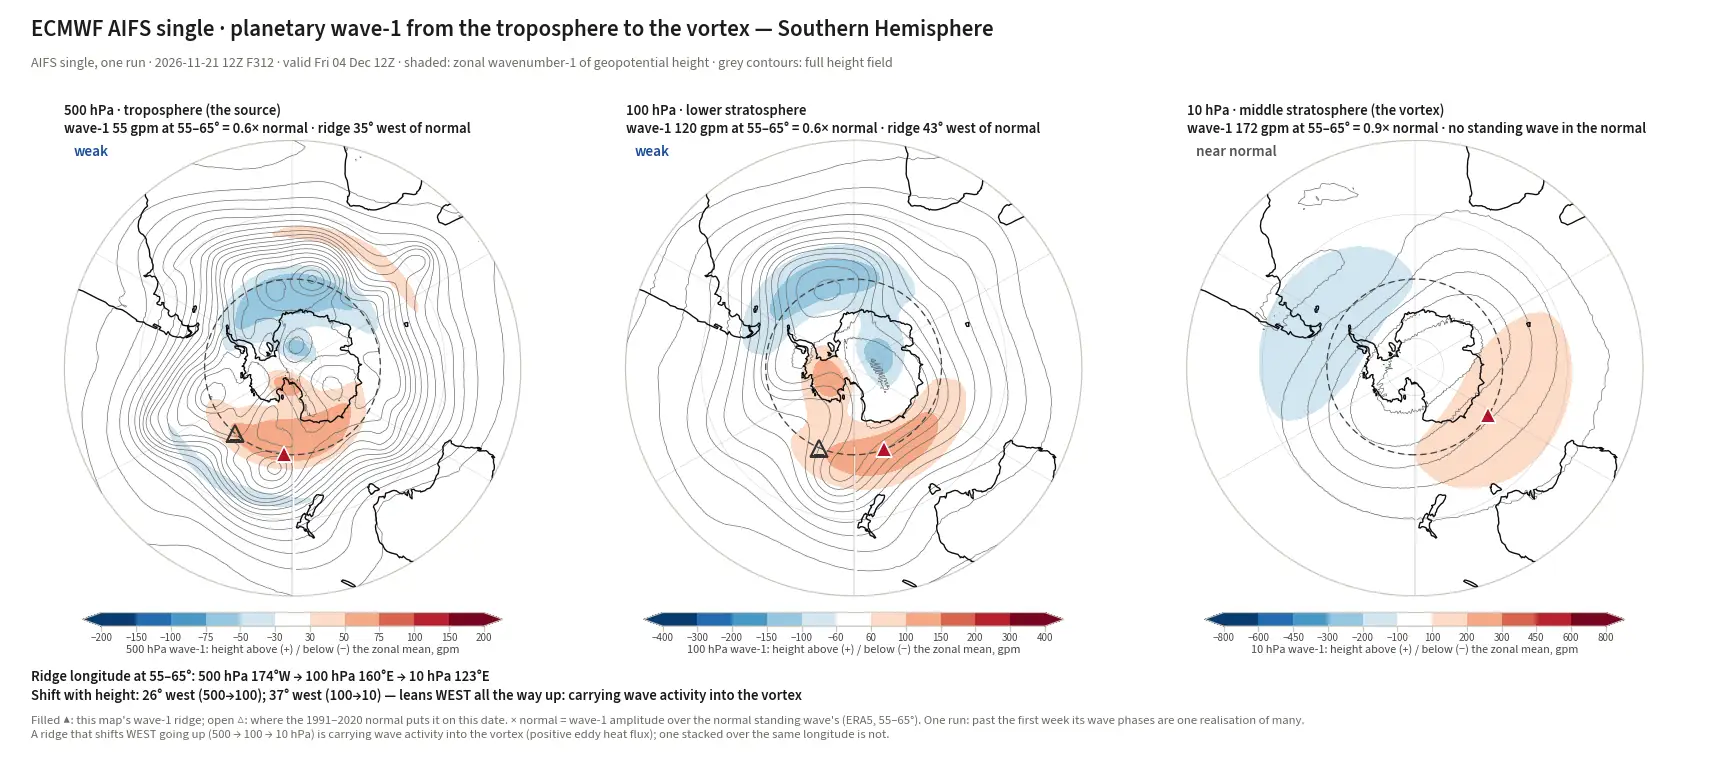 ECMWF AIFS single · planetary wave-1 from the troposphere to the vortex — Southern Hemisphere
AIFS single, one run · 2026-11-21 12Z F312 · valid Fri 04 Dec 12Z · shaded: zonal wavenumber-1 of geopotential height · grey contours: full height field
500 hPa · troposphere (the source)
wave-1 55 gpm at 55–65° = 0.6× normal · ridge 35° west of normal
weak
100 hPa · lower stratosphere
wave-1 120 gpm at 55–65° = 0.6× normal · ridge 43° west of normal
weak
10 hPa · middle stratosphere (the vortex)
wave-1 172 gpm at 55–65° = 0.9× normal · no standing wave in the normal
near normal
−200 −150 −100 −75 −50 −30 30 50 75 100 150 200
500 hPa wave-1: height above (+) / below (−) the zonal mean, gpm
−400 −300 −200 −150 −100 −60 60 100 150 200 300 400
100 hPa wave-1: height above (+) / below (−) the zonal mean, gpm
−800 −600 −450 −300 −200 −100 100 200 300 450 600 800
10 hPa wave-1: height above (+) / below (−) the zonal mean, gpm
Ridge longitude at 55–65°: 500 hPa 174°W → 100 hPa 160°E → 10 hPa 123°E
Shift with height: 26° west (500→100); 37° west (100→10) — leans WEST all the way up: carrying wave activity into the vortex
Filled ▲: this map's wave-1 ridge; open △: where the 1991–2020 normal puts it on this date. × normal = wave-1 amplitude over the normal standing wave's (ERA5, 55–65°). One run: past the first week its wave phases are one realisation of many.
A ridge that shifts WEST going up (500 → 100 → 10 hPa) is carrying wave activity into the vortex (positive eddy heat flux); one stacked over the same longitude is not.